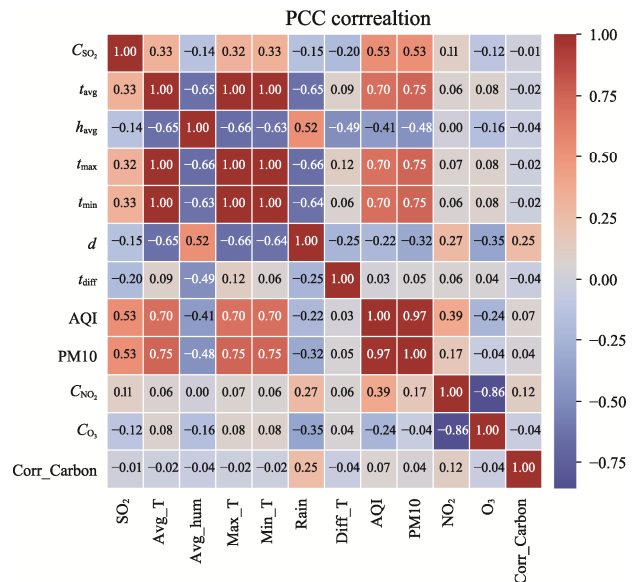 PCC corrrealtion
C_SO₂ 1.00 0.33 −0.14 0.32 0.33 −0.15 −0.20 0.53 0.53 0.11 −0.12 −0.01
t_avg 0.33 1.00 −0.65 1.00 1.00 −0.65 0.09 0.70 0.75 0.06 0.08 −0.02
h_avg −0.14 −0.65 1.00 −0.66 −0.63 0.52 −0.49 −0.41 −0.48 0.00 −0.16 −0.04
t_max 0.32 1.00 −0.66 1.00 1.00 −0.66 0.12 0.70 0.75 0.07 0.08 −0.02
t_min 0.33 1.00 −0.63 1.00 1.00 −0.64 0.06 0.70 0.75 0.06 0.08 −0.02
d −0.15 −0.65 0.52 −0.66 −0.64 1.00 −0.25 −0.22 −0.32 0.27 −0.35 0.25
t_diff −0.20 0.09 −0.49 0.12 0.06 −0.25 1.00 0.03 0.05 0.06 0.04 −0.04
AQI 0.53 0.70 −0.41 0.70 0.70 −0.22 0.03 1.00 0.97 0.39 −0.24 0.07
PM10 0.53 0.75 −0.48 0.75 0.75 −0.32 0.05 0.97 1.00 0.17 −0.04 0.04
C_NO₂ 0.11 0.06 0.00 0.07 0.06 0.27 0.06 0.39 0.17 1.00 −0.86 0.12
C_O₃ −0.12 0.08 −0.16 0.08 0.08 −0.35 0.04 −0.24 −0.04 −0.86 1.00 −0.04
Corr_Carbon −0.01 −0.02 −0.04 −0.02 −0.02 0.25 −0.04 0.07 0.04 0.12 −0.04 1.00
SO₂ Avg_T Avg_hum Max_T Min_T Rain Diff_T AQI PM10 NO₂ O₃ Corr_Carbon
1.00
0.75
0.50
0.25
0.00
−0.25
−0.50
−0.75